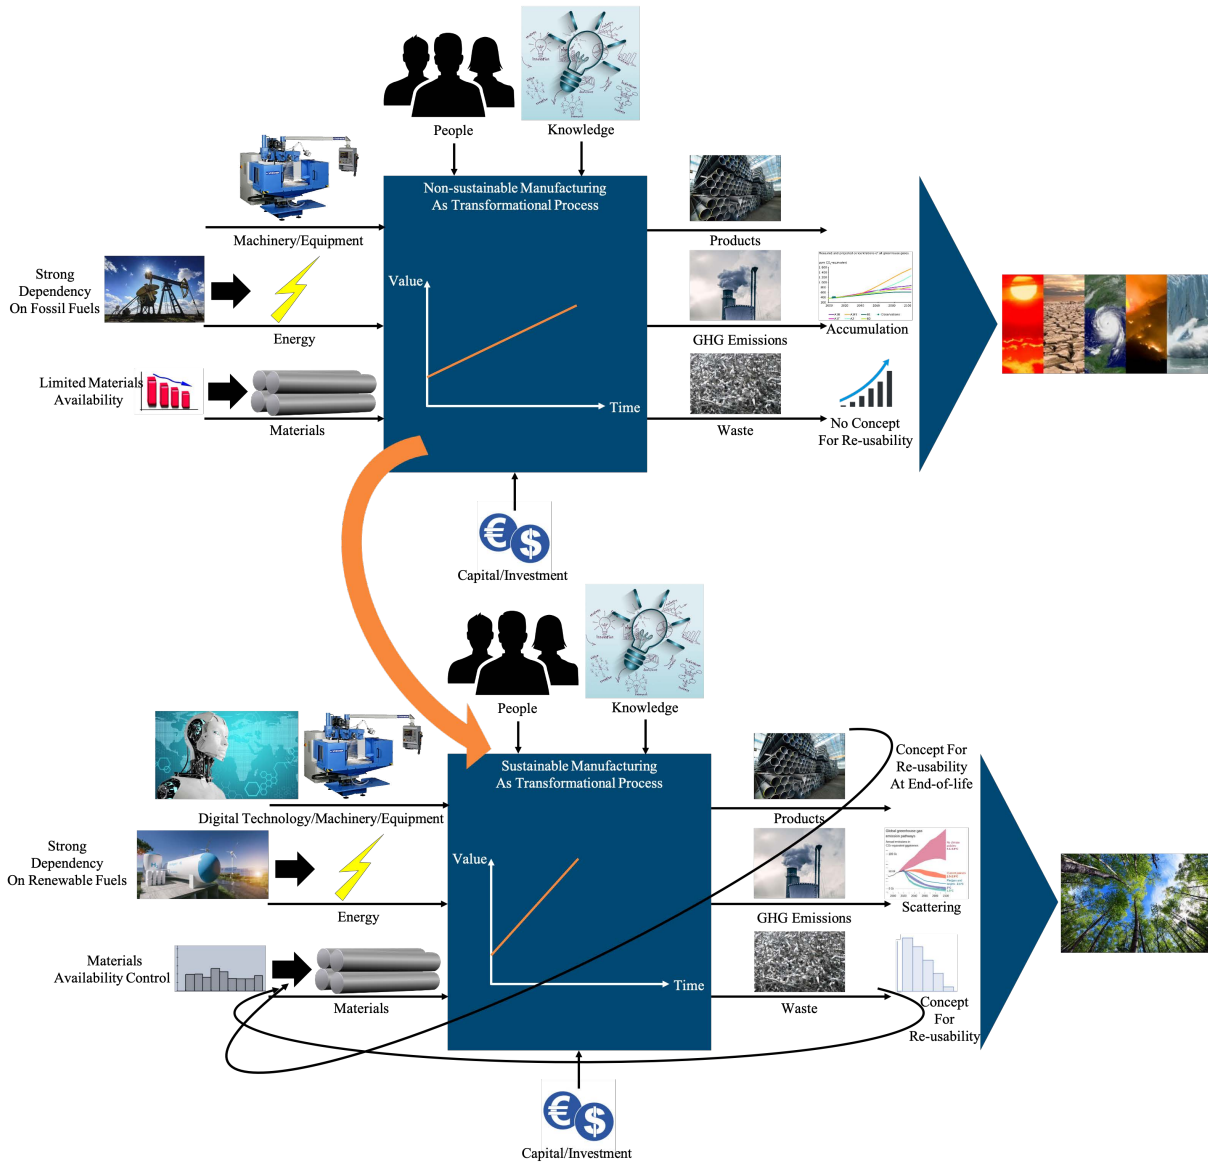 People
Knowledge
Non-sustainable Manufacturing
As Transformational Process
Machinery/Equipment
Products
Strong
Dependency
On Fossil Fuels
Energy
Value
Time
GHG Emissions
Accumulation
Limited Materials
Availability
Materials
Waste
No Concept
For Re-usability
€
$
Capital/Investment
People
Knowledge
Sustainable Manufacturing
As Transformational Process
Digital Technology/Machinery/Equipment
Products
Concept For
Re-usability
At End-of-life
Strong
Dependency
On Renewable Fuels
Energy
Value
Time
GHG Emissions
Scattering
Materials
Availability Control
Materials
Waste
Concept
For
Re-usability
€
$
Capital/Investment